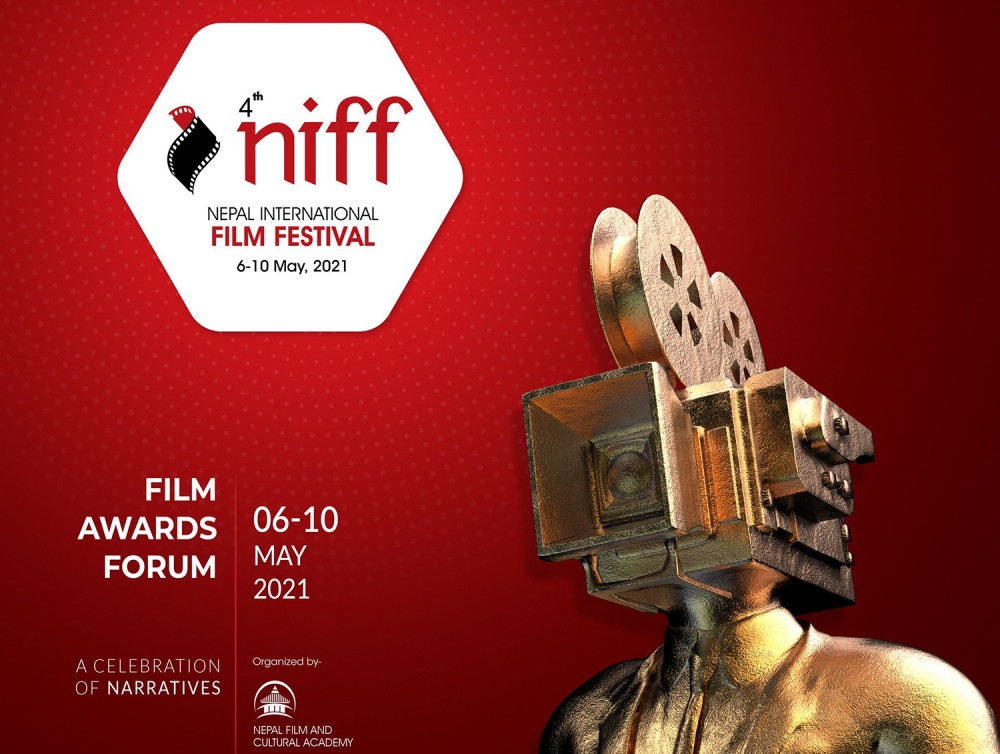 4th
niff
NEPAL INTERNATIONAL
FILM FESTIVAL
6-10 May, 2021
FILM
AWARDS
FORUM
06-10
MAY
2021
A CELEBRATION
OF NARRATIVES
Organized by-
NEPAL FILM AND
CULTURAL ACADEMY